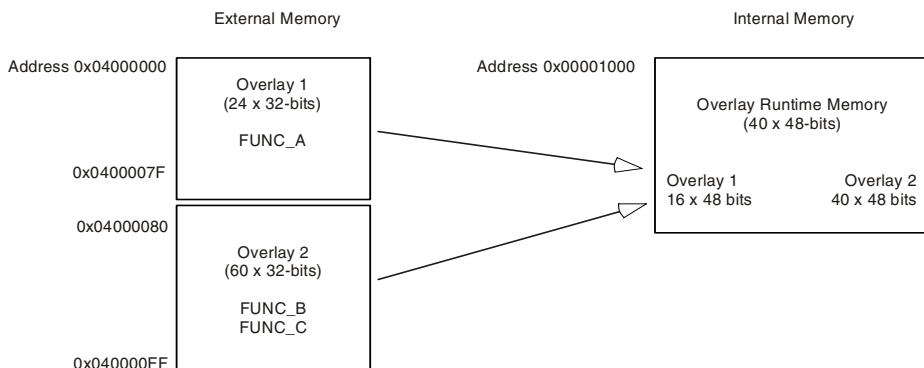 External Memory
Internal Memory
Address 0x04000000
Overlay 1
(24 x 32-bits)
FUNC_A
0x0400007F
0x04000080
Overlay 2
(60 x 32-bits)
FUNC_B
FUNC_C
Address 0x00001000
Overlay Runtime Memory
(40 x 48-bits)
Overlay 1
16 x 48 bits
Overlay 2
40 x 48 bits